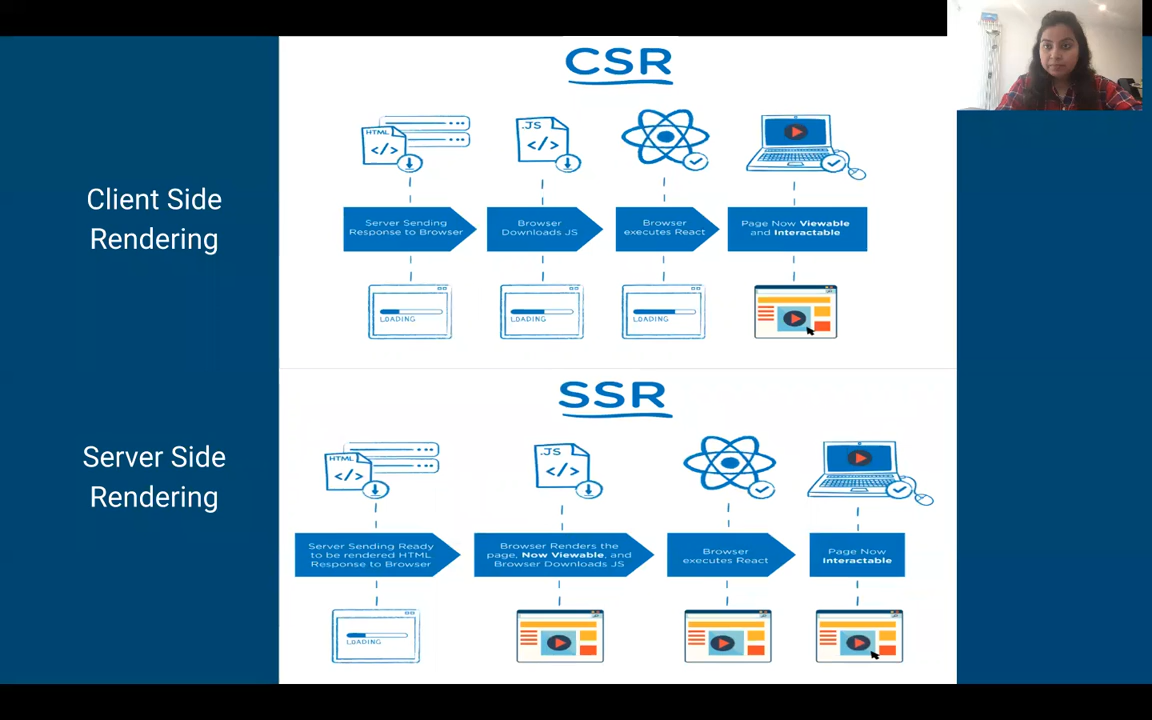 CSR
HTML
.JS
Client Side
Rendering
Server Sending
Response to Browser
Browser
Downloads JS
Browser
executes React
Page Now Viewable
and Interactable
LOADING
LOADING
LOADING
SSR
HTML
.JS
Server Side
Rendering
Server Sending Ready
to be rendered HTML
Response to Browser
Browser Renders the
page, Now Viewable, and
Browser Downloads JS
Browser
executes React
Page Now
Interactable
LOADING